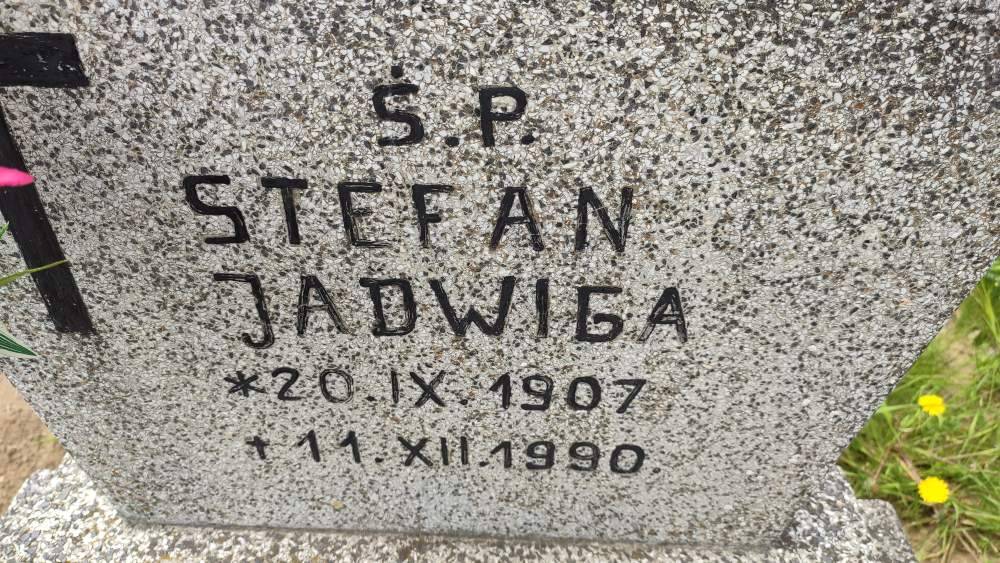 Ś.P.
STEFAN
JADWIGA
* 20.IX.1907
† 11.XII.1990